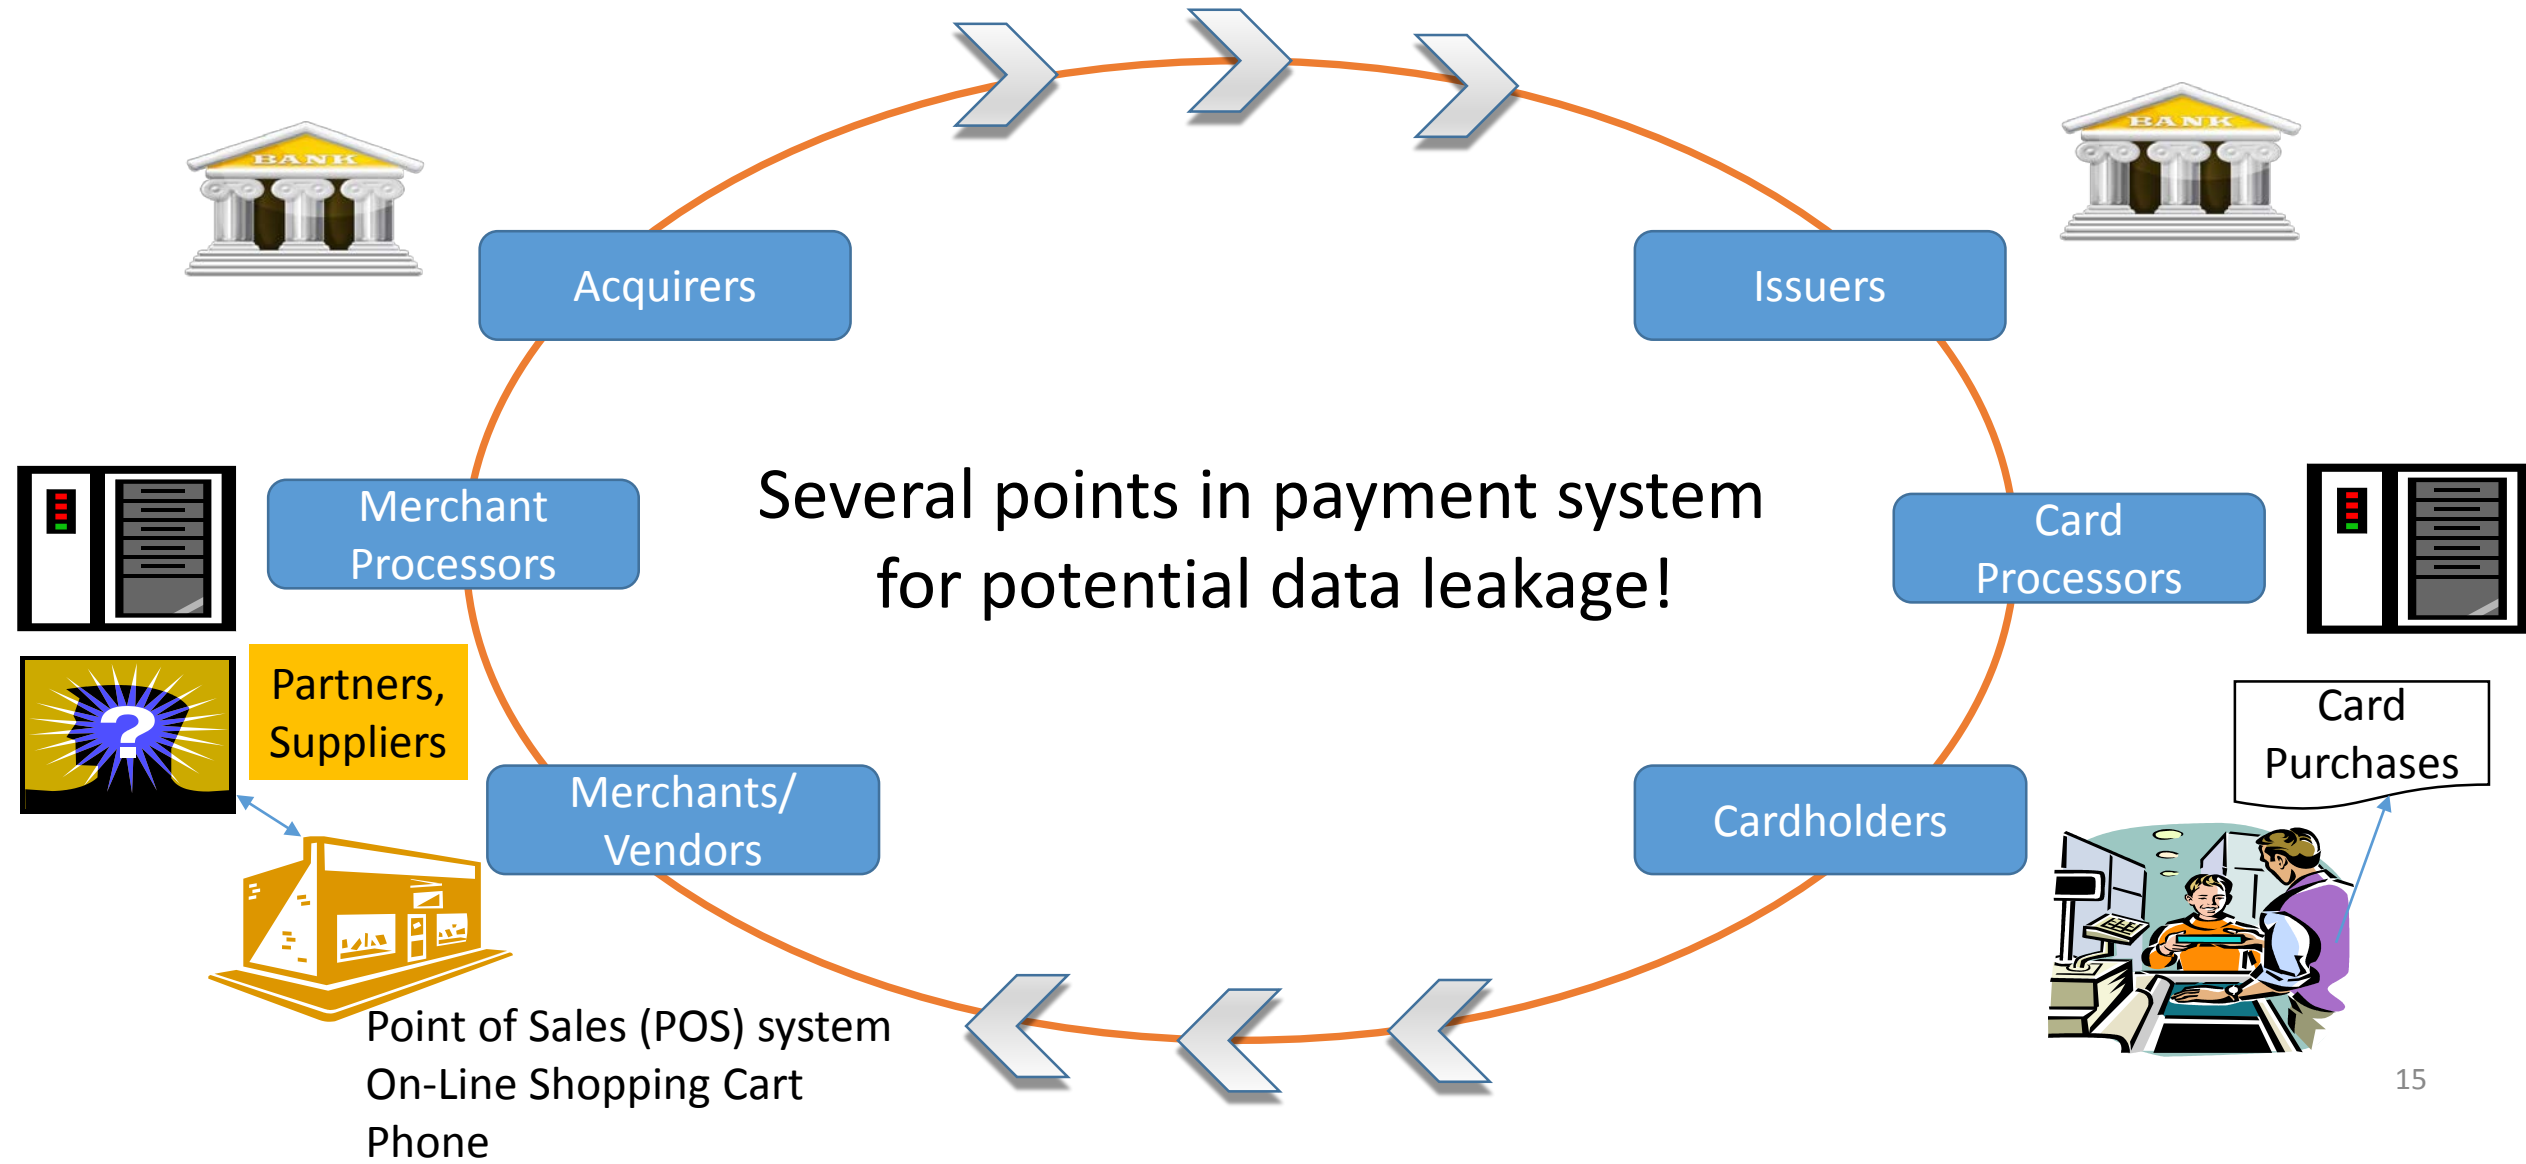 BANK
BANK
Acquirers
Issuers
Merchant
Processors
Several points in payment system
for potential data leakage!
Card
Processors
Partners,
Suppliers
?
Card
Purchases
Merchants/
Vendors
Cardholders
Point of Sales (POS) system
On-Line Shopping Cart
Phone
15